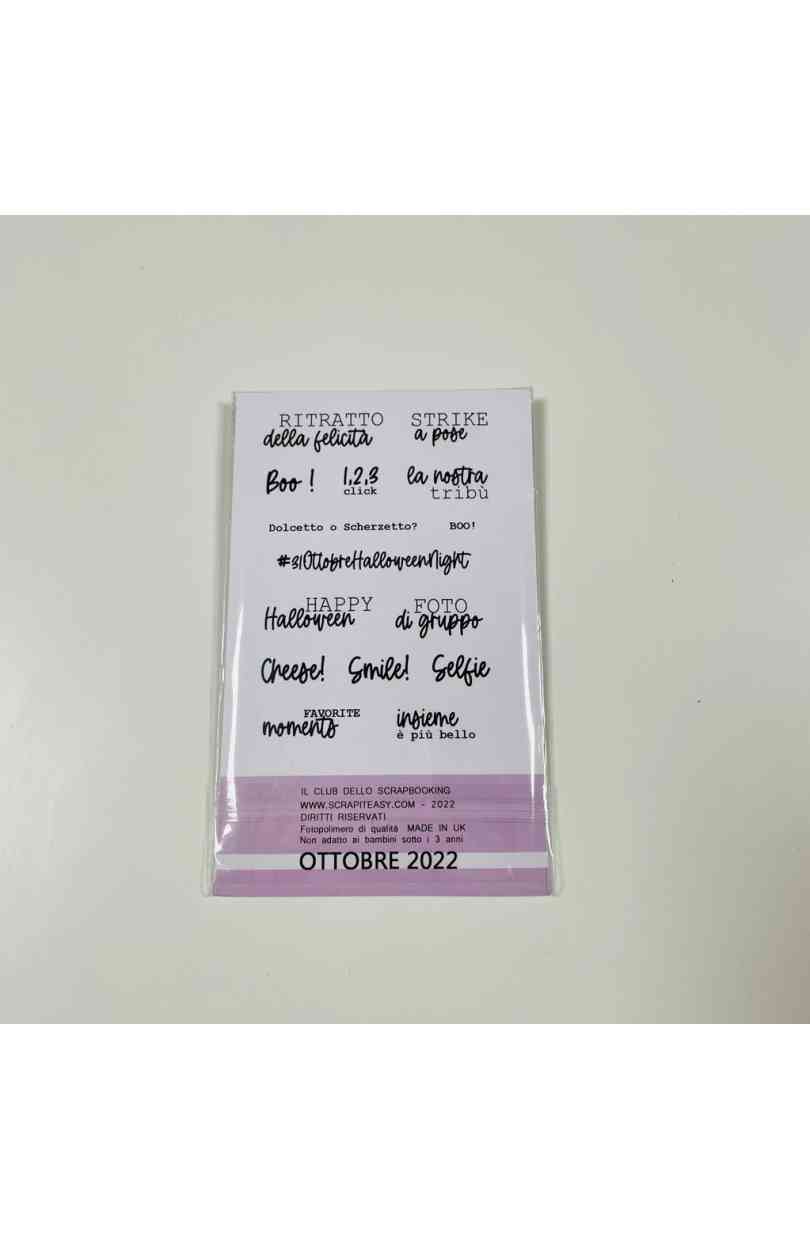 RITRATTO STRIKE
della felicità a pose
Boo ! 1,2,3 la nostra
click tribù
Dolcetto o Scherzetto? BOO!
#31OttobreHalloweenNight
HAPPY FOTO
Halloween di gruppo
Cheese! Smile! Selfie
FAVORITE insieme
moments è più bello
IL CLUB DELLO SCRAPBOOKING
WWW.SCRAPITEASY.COM - 2022
DIRITTI RISERVATI
Fotopolimero di qualità MADE IN UK
Non adatto ai bambini sotto i 3 anni
OTTOBRE 2022